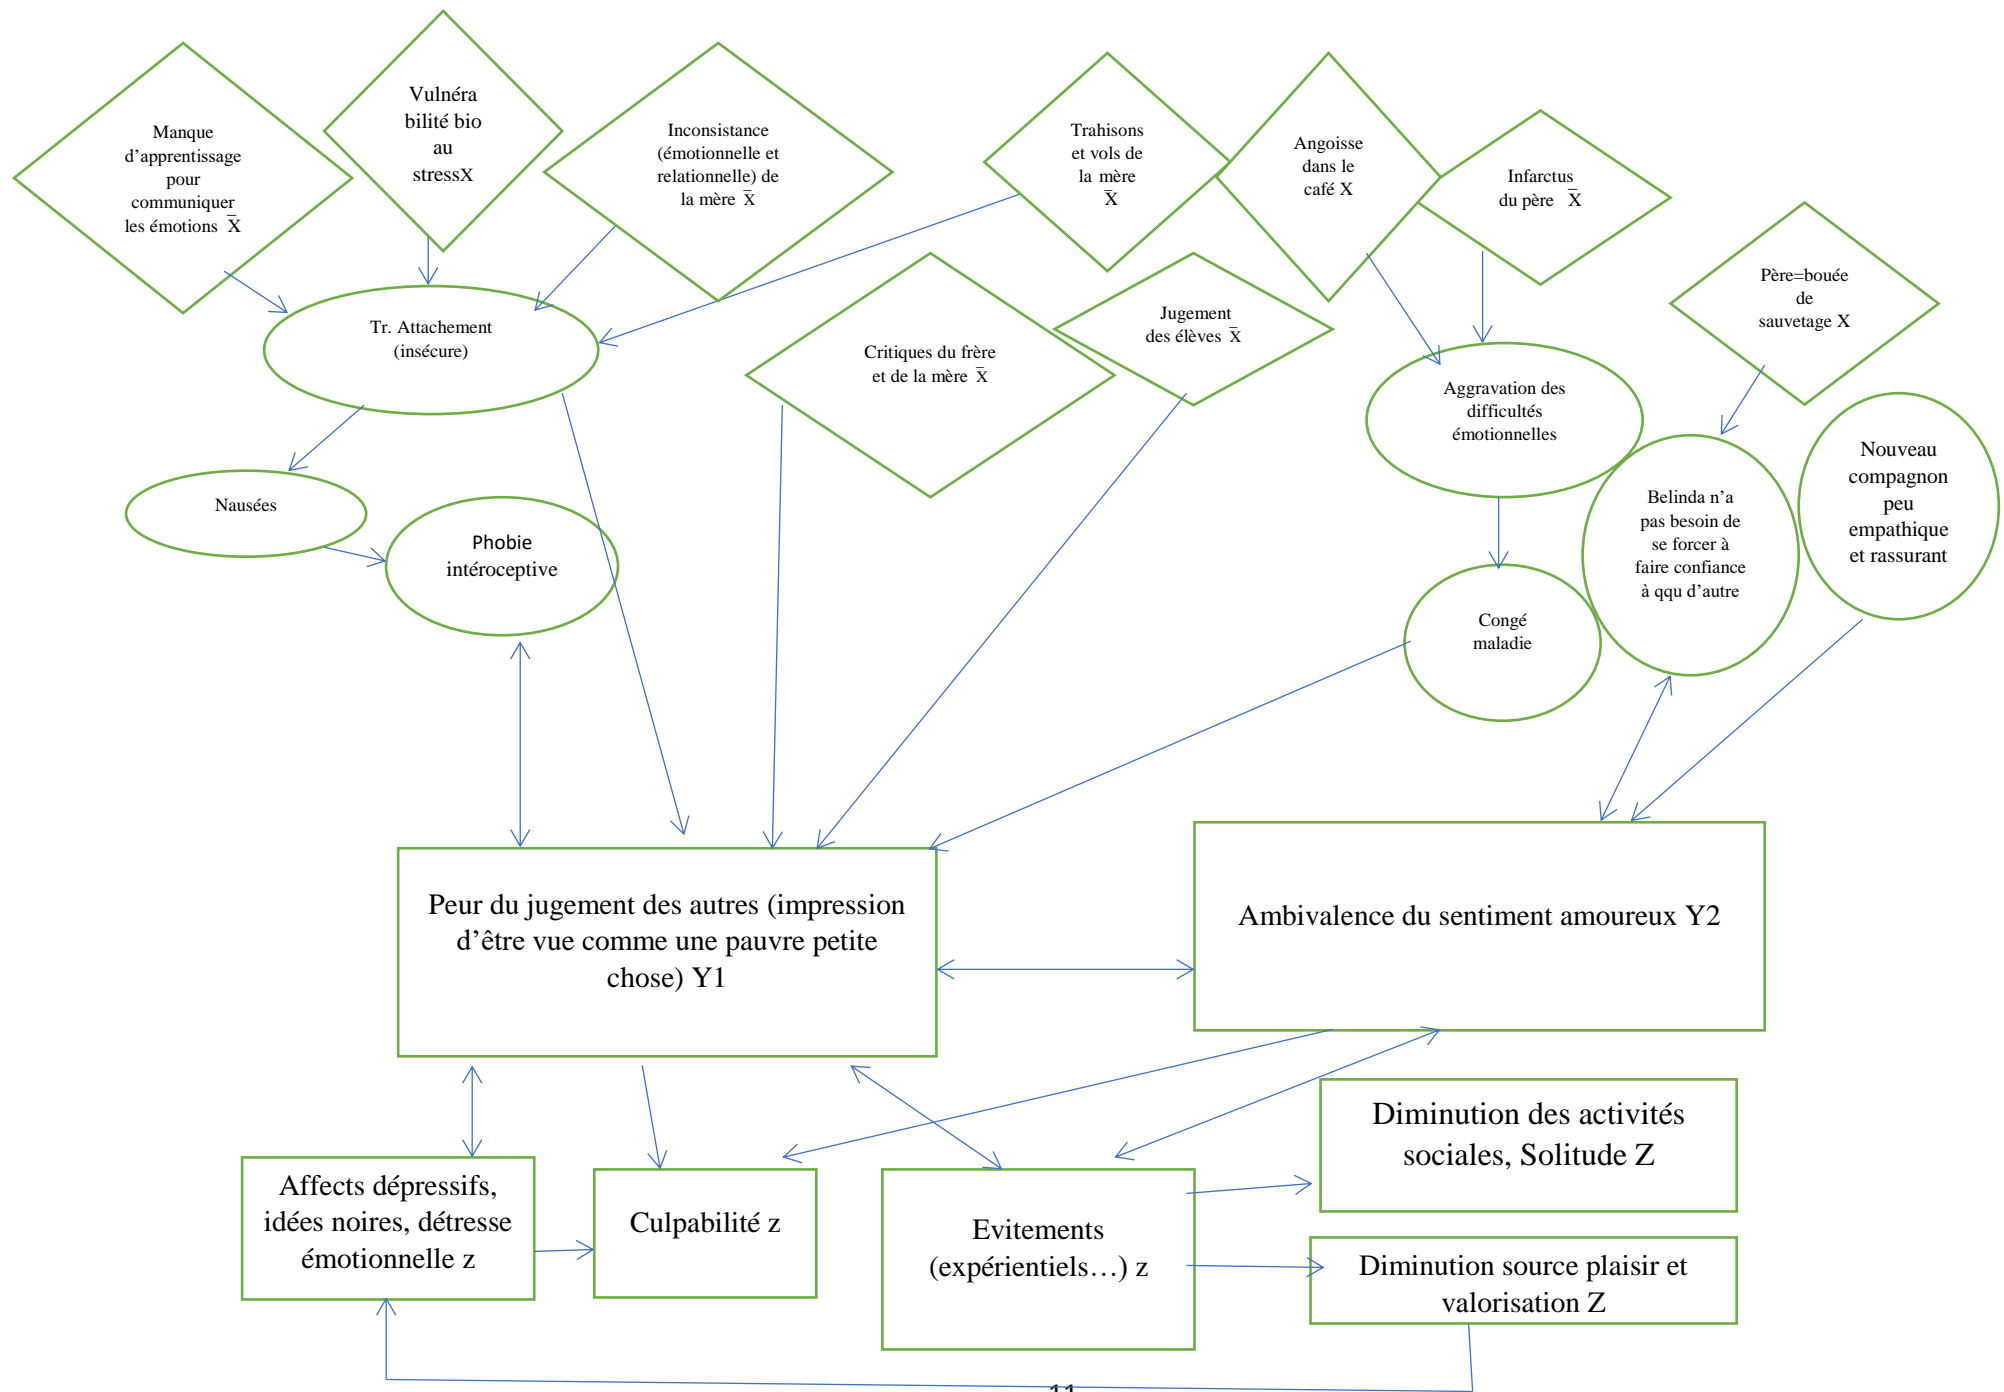 Manque
d’apprentissage
pour
communiquer
les émotions X̄
Vulnéra
bilité bio
au
stressX
Inconsistance
(émotionnelle et
relationnelle) de
la mère X̄
Trahisons
et vols de
la mère
X̄
Angoisse
dans le
café X
Infarctus
du père X̄
Père=bouée
de
sauvetage X
Tr. Attachement
(insécure)
Critiques du frère
et de la mère X̄
Jugement
des élèves X̄
Aggravation des
difficultés
émotionnelles
Nouveau
compagnon
peu
empathique
et rassurant
Nausées
Phobie
intéroceptive
Belinda n’a
pas besoin de
se forcer à
faire confiance
à qqu d’autre
Congé
maladie
Peur du jugement des autres (impression
d’être vue comme une pauvre petite
chose) Y1
Ambivalence du sentiment amoureux Y2
Affects dépressifs,
idées noires, détresse
émotionnelle z
Culpabilité z
Evitements
(expérientiels…) z
Diminution des activités
sociales, Solitude Z
Diminution source plaisir et
valorisation Z
11